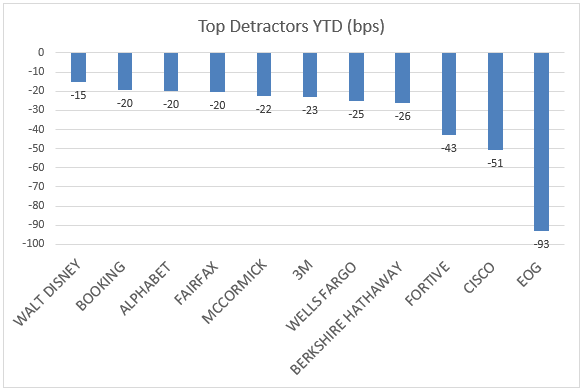 Top Detractors YTD (bps)
0
-10
-20
-30
-40
-50
-60
-70
-80
-90
-100
-15
-20
-20
-20
-22
-23
-25
-26
-43
-51
-93
WALT DISNEY
BOOKING
ALPHABET
FAIRFAX
MCCORMICK
3M
WELLS FARGO
BERKSHIRE HATHAWAY
FORTIVE
CISCO
EOG